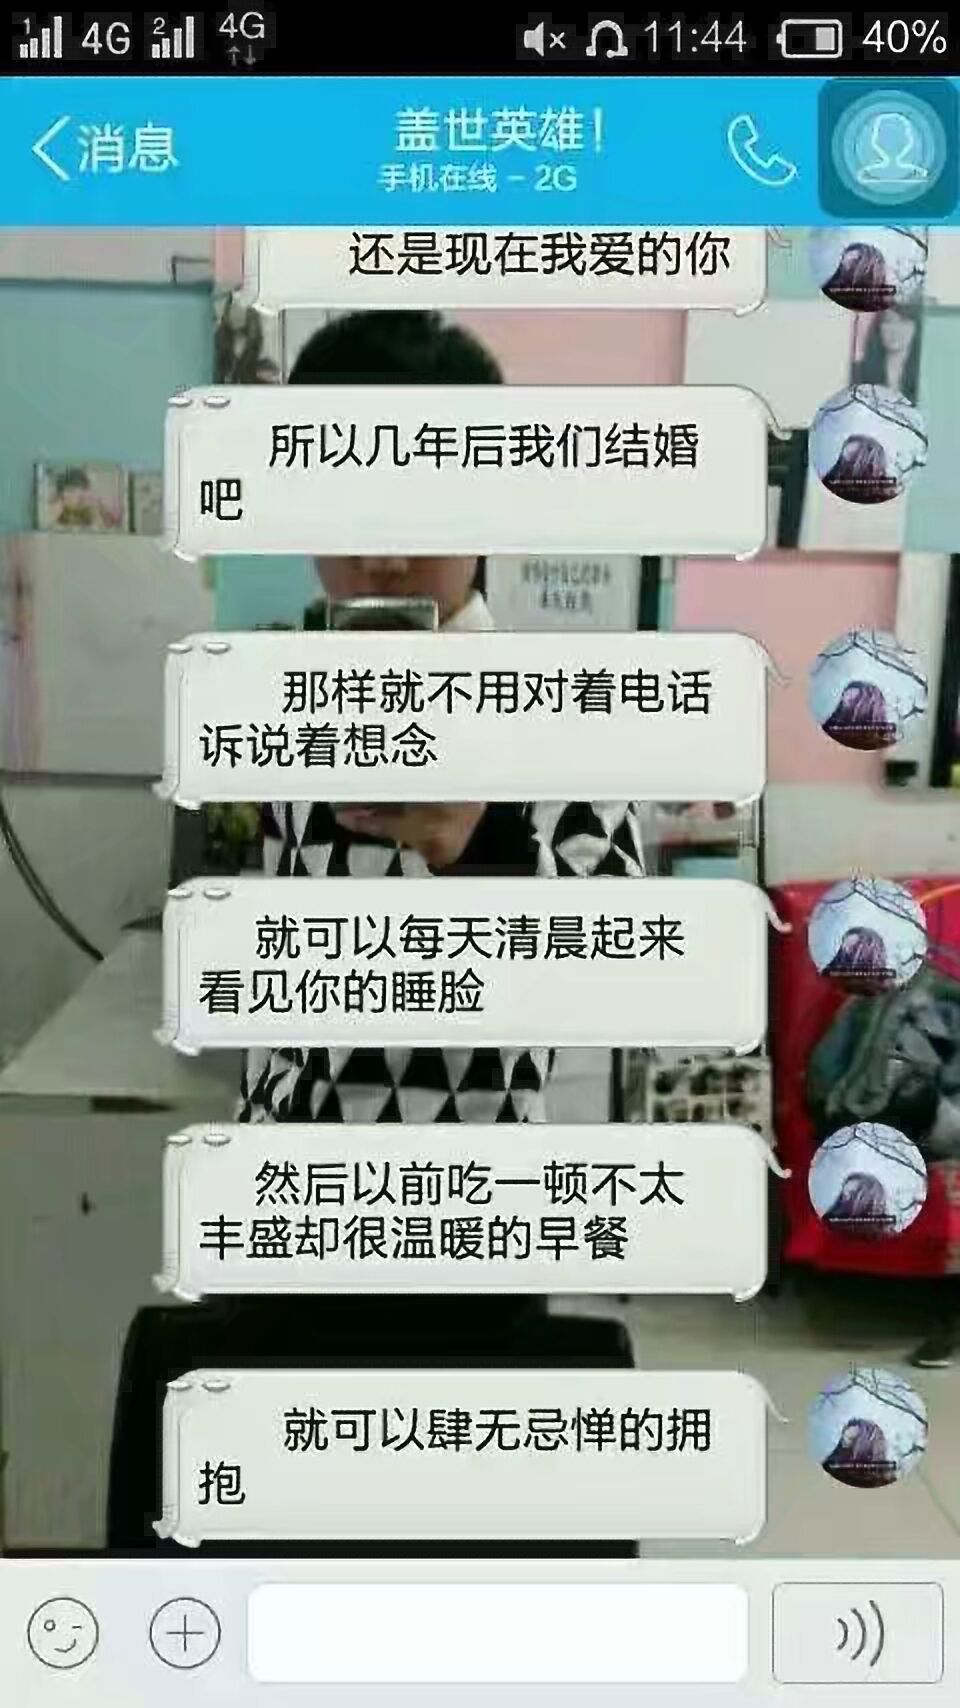 1 4G 2 4G 11:44 40%
消息
盖世英雄!
手机在线 - 2G
还是现在我爱的你
所以几年后我们结婚
吧
那样就不用对着电话
诉说着想念
就可以每天清晨起来
看见你的睡脸
然后以前吃一顿不太
丰盛却很温暖的早餐
就可以肆无忌惮的拥
抱